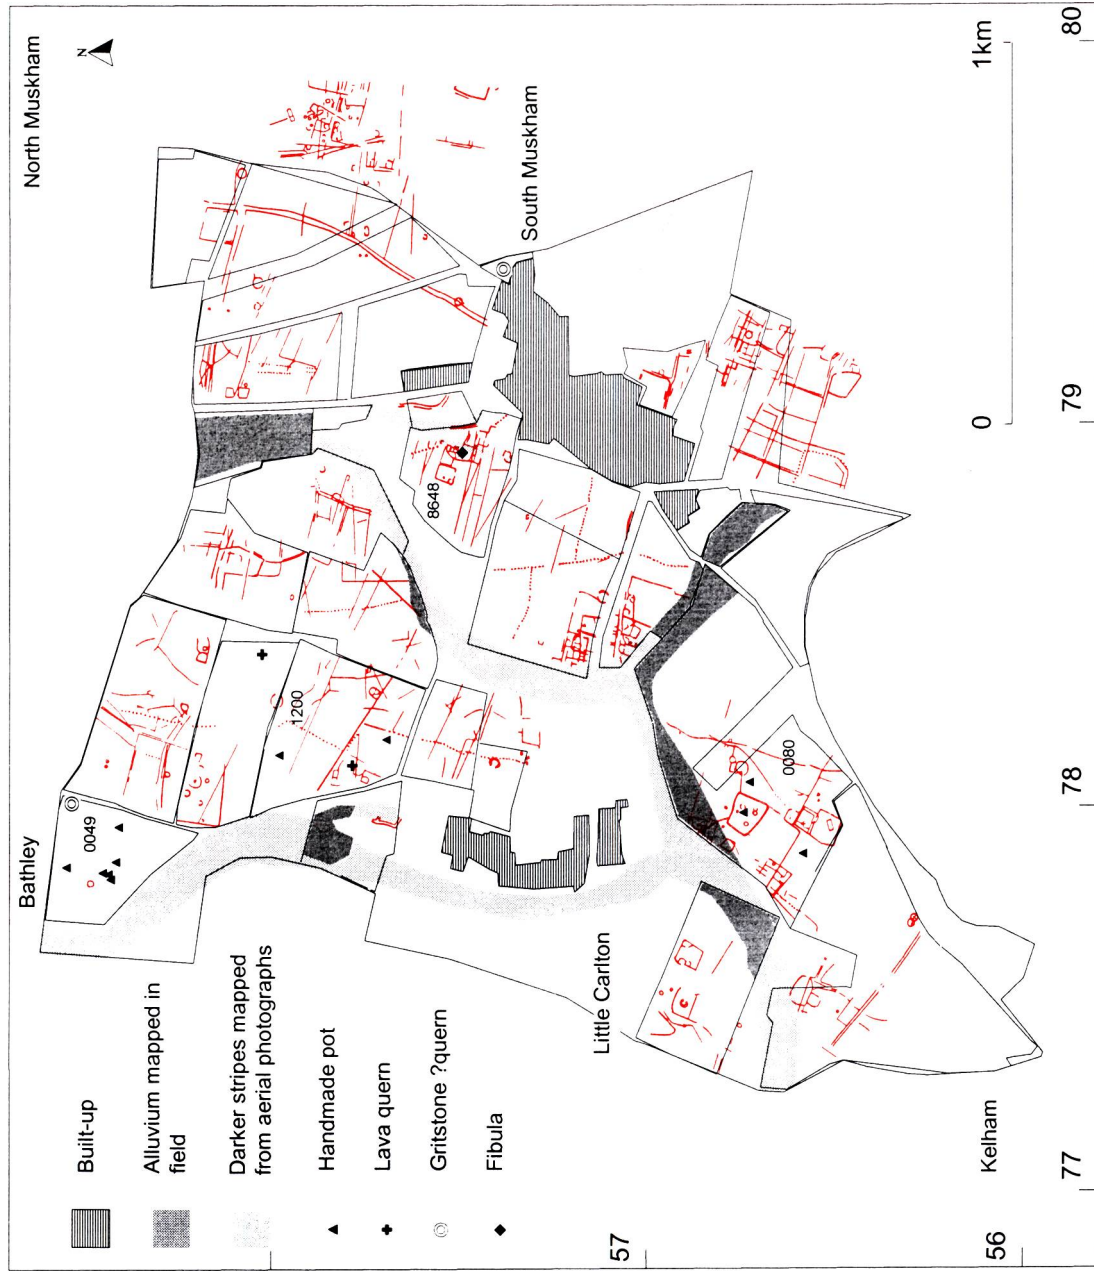 Bathley
North Muskham
N
Built-up
Alluvium mapped in
field
Darker stripes mapped
from aerial photographs
Handmade pot
Lava quern
Gritstone ?quern
Fibula
0049
1200
8648
South Muskham
Little Carlton
0080
Kelham
0
1km
57
56
77
78
79
80